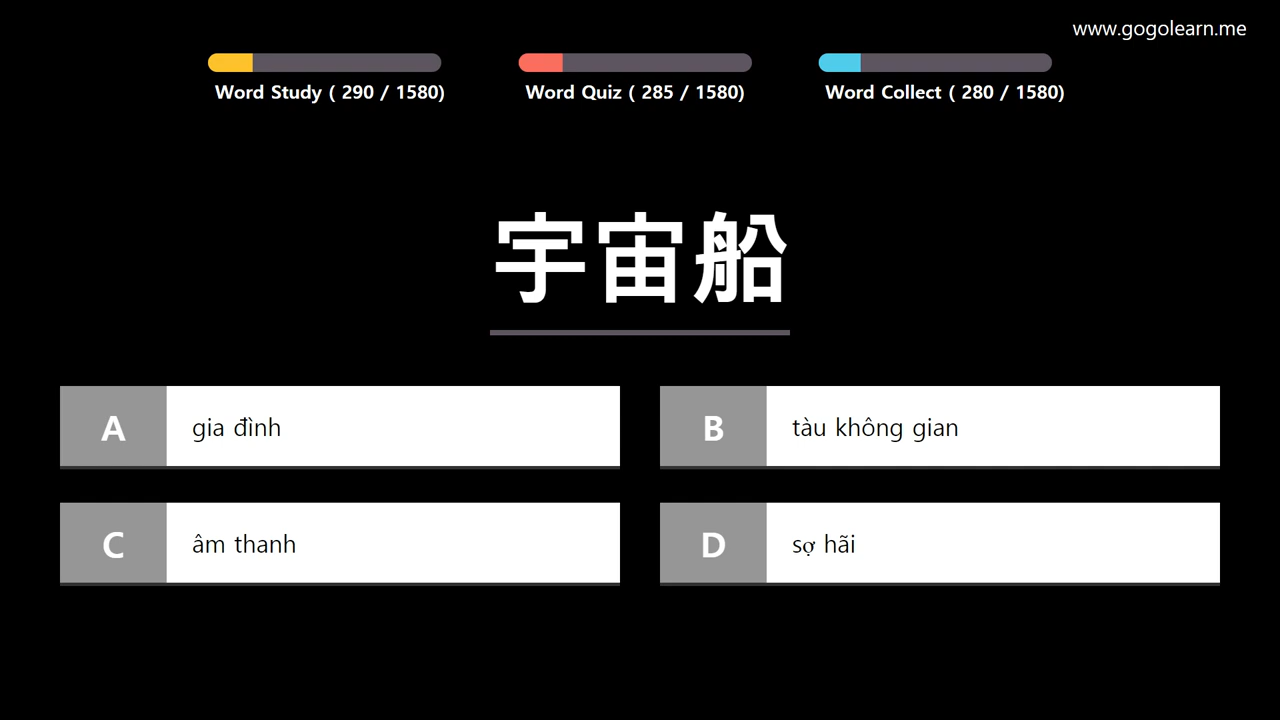 www.gogolearn.me
Word Study ( 290 / 1580)
Word Quiz ( 285 / 1580)
Word Collect ( 280 / 1580)
宇宙船
A gia đình
B tàu không gian
C âm thanh
D sợ hãi